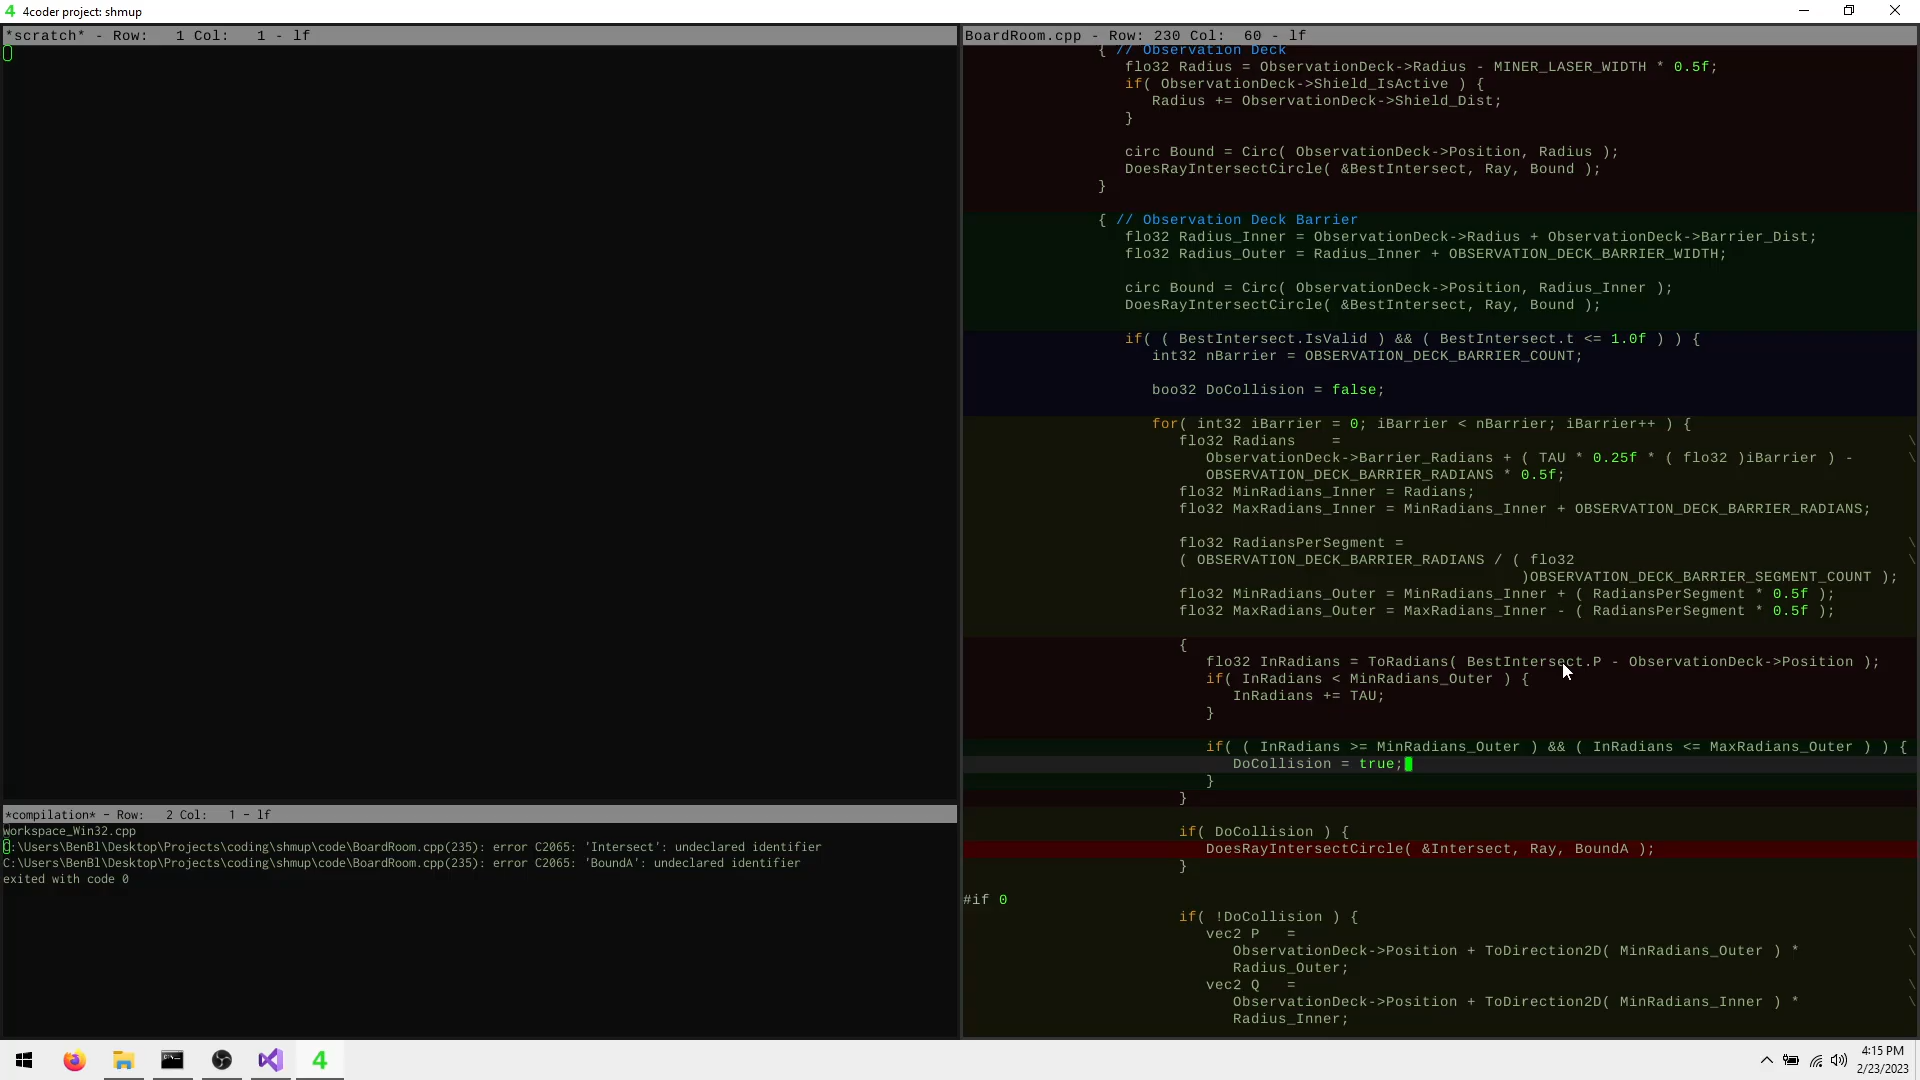 4 4coder project: shmup
*scratch* - Row:   1 Col:   1 - lf
*compilation* - Row:   2 Col:   1 - lf
Workspace_Win32.cpp
C:\Users\BenBl\Desktop\Projects\coding\shmup\code\BoardRoom.cpp(235): error C2065: 'Intersect': undeclared identifier
C:\Users\BenBl\Desktop\Projects\coding\shmup\code\BoardRoom.cpp(235): error C2065: 'BoundA': undeclared identifier
exited with code 0
BoardRoom.cpp - Row: 230 Col:  60 - lf
{ // Observation Deck
flo32 Radius = ObservationDeck->Radius - MINER_LASER_WIDTH * 0.5f;
if( ObservationDeck->Shield_IsActive ) {
Radius += ObservationDeck->Shield_Dist;
}
circ Bound = Circ( ObservationDeck->Position, Radius );
DoesRayIntersectCircle( &BestIntersect, Ray, Bound );
}
{ // Observation Deck Barrier
flo32 Radius_Inner = ObservationDeck->Radius + ObservationDeck->Barrier_Dist;
flo32 Radius_Outer = Radius_Inner + OBSERVATION_DECK_BARRIER_WIDTH;
circ Bound = Circ( ObservationDeck->Position, Radius_Inner );
DoesRayIntersectCircle( &BestIntersect, Ray, Bound );
if( ( BestIntersect.IsValid ) && ( BestIntersect.t <= 1.0f ) ) {
int32 nBarrier = OBSERVATION_DECK_BARRIER_COUNT;
boo32 DoCollision = false;
for( int32 iBarrier = 0; iBarrier < nBarrier; iBarrier++ ) {
flo32 Radians    = \
ObservationDeck->Barrier_Radians + ( TAU * 0.25f * ( flo32 )iBarrier ) - \
OBSERVATION_DECK_BARRIER_RADIANS * 0.5f;
flo32 MinRadians_Inner = Radians;
flo32 MaxRadians_Inner = MinRadians_Inner + OBSERVATION_DECK_BARRIER_RADIANS;
flo32 RadiansPerSegment = \
( OBSERVATION_DECK_BARRIER_RADIANS / ( flo32 \
)OBSERVATION_DECK_BARRIER_SEGMENT_COUNT );
flo32 MinRadians_Outer = MinRadians_Inner + ( RadiansPerSegment * 0.5f );
flo32 MaxRadians_Outer = MaxRadians_Inner - ( RadiansPerSegment * 0.5f );
{
flo32 InRadians = ToRadians( BestIntersect.P - ObservationDeck->Position );
if( InRadians < MinRadians_Outer ) {
InRadians += TAU;
}
if( ( InRadians >= MinRadians_Outer ) && ( InRadians <= MaxRadians_Outer ) ) {
DoCollision = true;
}
}
if( DoCollision ) {
DoesRayIntersectCircle( &Intersect, Ray, BoundA );
}
#if 0
if( !DoCollision ) {
vec2 P   = \
ObservationDeck->Position + ToDirection2D( MinRadians_Outer ) * \
Radius_Outer;
vec2 Q   = \
ObservationDeck->Position + ToDirection2D( MinRadians_Inner ) * \
Radius_Inner;
4
4:15 PM
2/23/2023